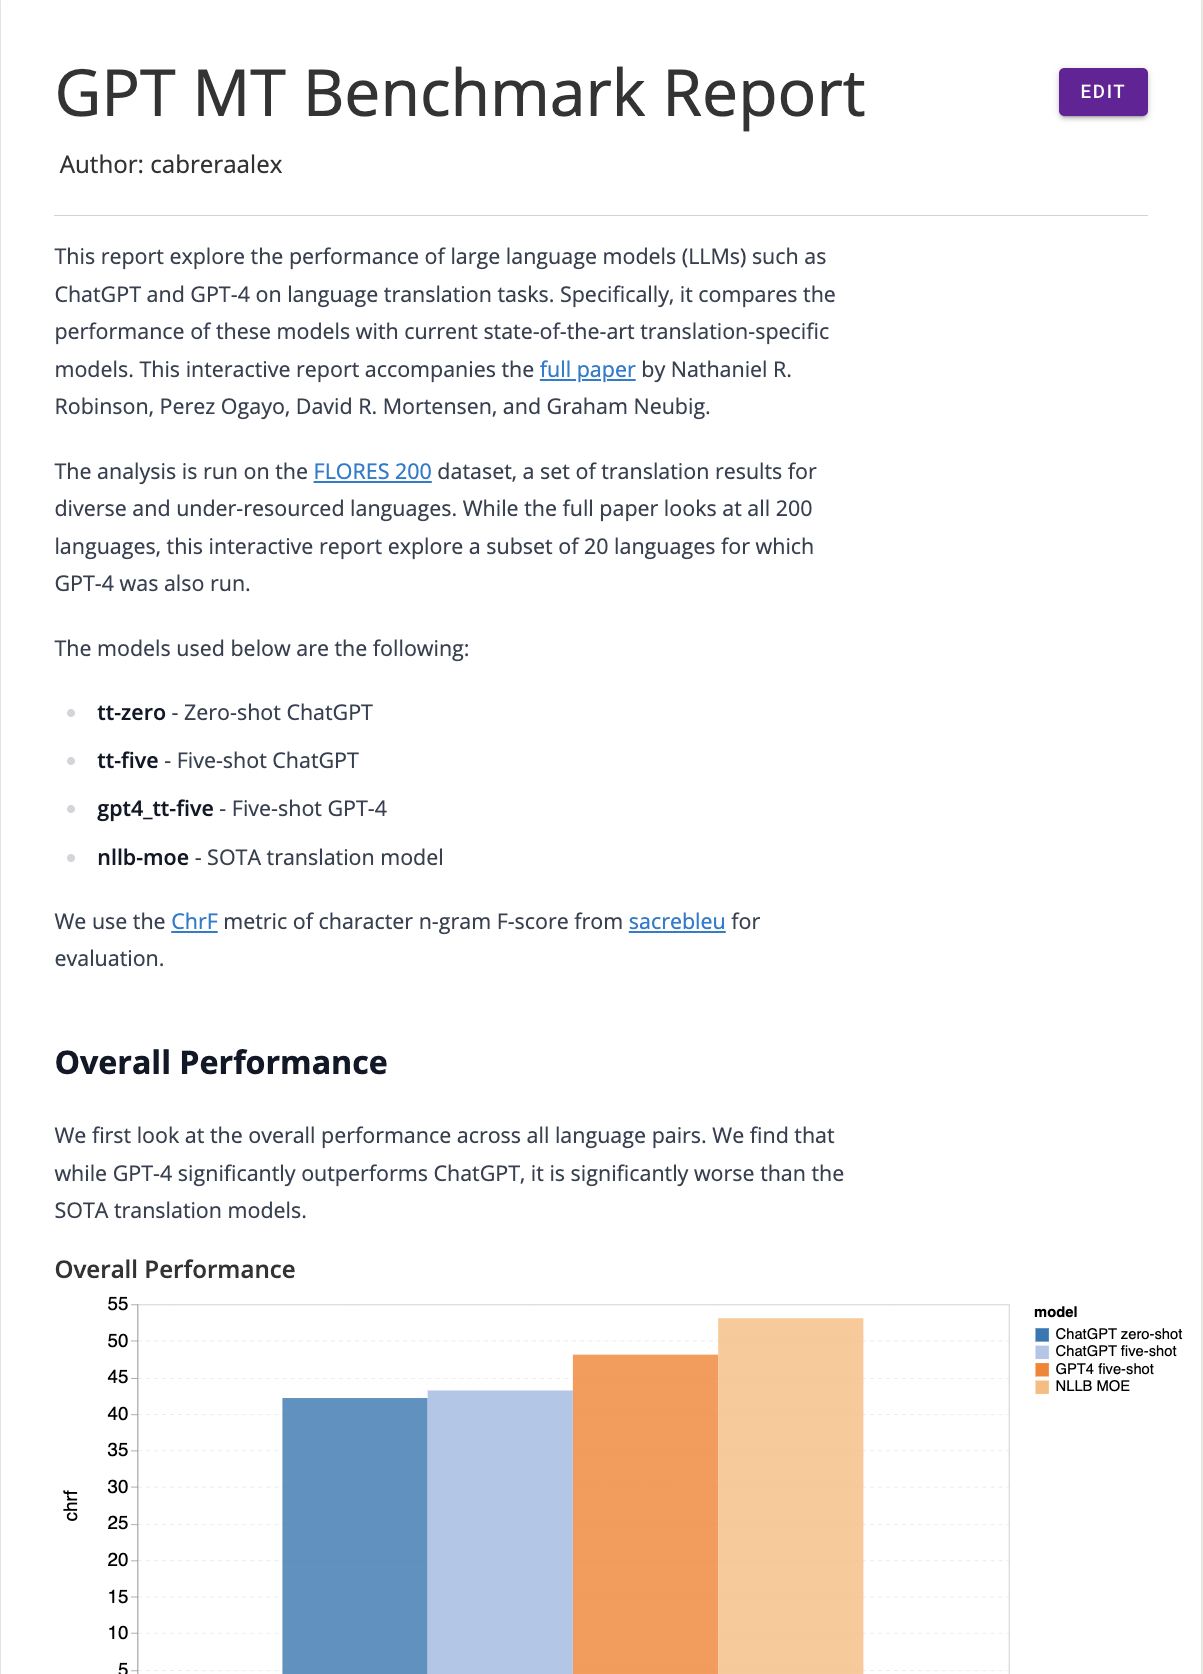 GPT MT Benchmark Report
EDIT
Author: cabreraalex
This report explore the performance of large language models (LLMs) such as
ChatGPT and GPT-4 on language translation tasks. Specifically, it compares the
performance of these models with current state-of-the-art translation-specific
models. This interactive report accompanies the full paper by Nathaniel R.
Robinson, Perez Ogayo, David R. Mortensen, and Graham Neubig.
The analysis is run on the FLORES 200 dataset, a set of translation results for
diverse and under-resourced languages. While the full paper looks at all 200
languages, this interactive report explore a subset of 20 languages for which
GPT-4 was also run.
The models used below are the following:
tt-zero - Zero-shot ChatGPT
tt-five - Five-shot ChatGPT
gpt4_tt-five - Five-shot GPT-4
nllb-moe - SOTA translation model
We use the ChrF metric of character n-gram F-score from sacrebleu for
evaluation.
Overall Performance
We first look at the overall performance across all language pairs. We find that
while GPT-4 significantly outperforms ChatGPT, it is significantly worse than the
SOTA translation models.
Overall Performance
55
50
45
40
35
30
25
20
15
10
5
chrf
model
ChatGPT zero-shot
ChatGPT five-shot
GPT4 five-shot
NLLB MOE